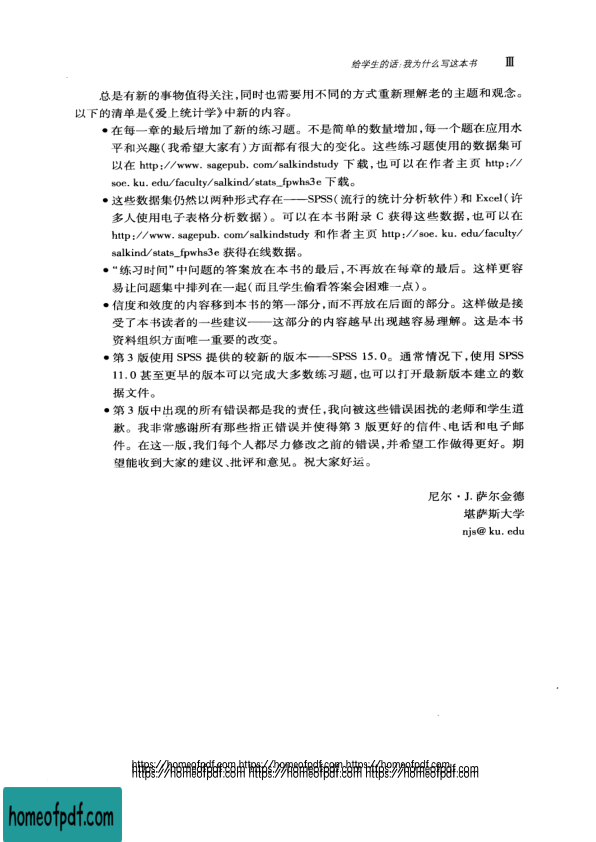 给学生的话:我为什么写这本书 Ⅲ
总是有新的事物值得关注,同时也需要用不同的方式重新理解老的主题和观念。
以下的清单是《爱上统计学》中新的内容。
●在每一章的最后增加了新的练习题。不是简单的数量增加,每一个题在应用水
平和兴趣(我希望大家有)方面都有很大的变化。这些练习题使用的数据集可
以在 http://www. sagepub. com/salkindstudy 下载,也可以在作者主页 http://
soe. ku. edu/faculty/salkind/stats_fpwhs3e 下载。
●这些数据集仍然以两种形式存在——SPSS(流行的统计分析软件)和 Excel(许
多人使用电子表格分析数据)。可以在本书附录 C 获得这些数据,也可以在
http://www. sagepub. com/salkindstudy 和作者主页 http://soe. ku. edu/faculty/
salkind/stats_fpwhs3e 获得在线数据。
●“练习时间”中问题的答案放在本书的最后,不再放在每章的最后。这样更容
易让问题集中排列在一起(而且学生偷看答案会困难一点)。
●信度和效度的内容移到本书的第一部分,而不再放在后面的部分。这样做是接
受了本书读者的一些建议——这部分的内容越早出现越容易理解。这是本书
资料组织方面唯一重要的改变。
●第 3 版使用 SPSS 提供的较新的版本——SPSS 15.0。通常情况下,使用 SPSS
11.0 甚至更早的版本可以完成大多数练习题,也可以打开最新版本建立的数
据文件。
●第 3 版中出现的所有错误都是我的责任,我向被这些错误困扰的老师和学生道
歉。我非常感谢所有那些指正错误并使得第 3 版更好的信件、电话和电子邮
件。在这一版,我们每个人都尽力修改之前的错误,并希望工作做得更好。期
望能收到大家的建议、批评和意见。祝大家好运。
尼尔·J. 萨尔金德
堪萨斯大学
njs@ ku. edu
https://homeofpdf.com https://homeofpdf.com https://homeofpdf.com
https://homeofpdf.com https://homeofpdf.com https://homeofpdf.com
homeofpdf.com